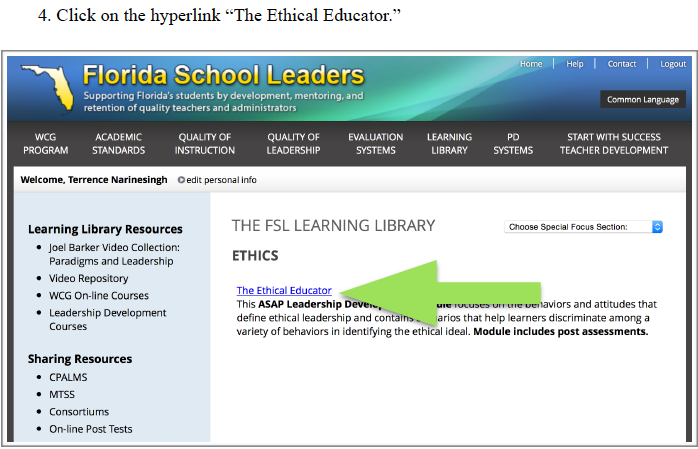 4. Click on the hyperlink “The Ethical Educator.”
Home | Help | Contact | Logout
Florida School Leaders
Supporting Florida's students by development, mentoring, and
retention of quality teachers and administrators
Common Language
WCG PROGRAM
ACADEMIC STANDARDS
QUALITY OF INSTRUCTION
QUALITY OF LEADERSHIP
EVALUATION SYSTEMS
LEARNING LIBRARY
PD SYSTEMS
START WITH SUCCESS TEACHER DEVELOPMENT
Welcome, Terrence Narinesingh edit personal info
Learning Library Resources
• Joel Barker Video Collection:
Paradigms and Leadership
• Video Repository
• WCG On-line Courses
• Leadership Development
Courses
Sharing Resources
• CPALMS
• MTSS
• Consortiums
• On-line Post Tests
THE FSL LEARNING LIBRARY
Choose Special Focus Section:
ETHICS
The Ethical Educator
This ASAP Leadership focuses on the behaviors and attitudes that
define ethical leadership and contains that help learners discriminate among a
variety of behaviors in identifying the ethical ideal. Module includes post assessments.